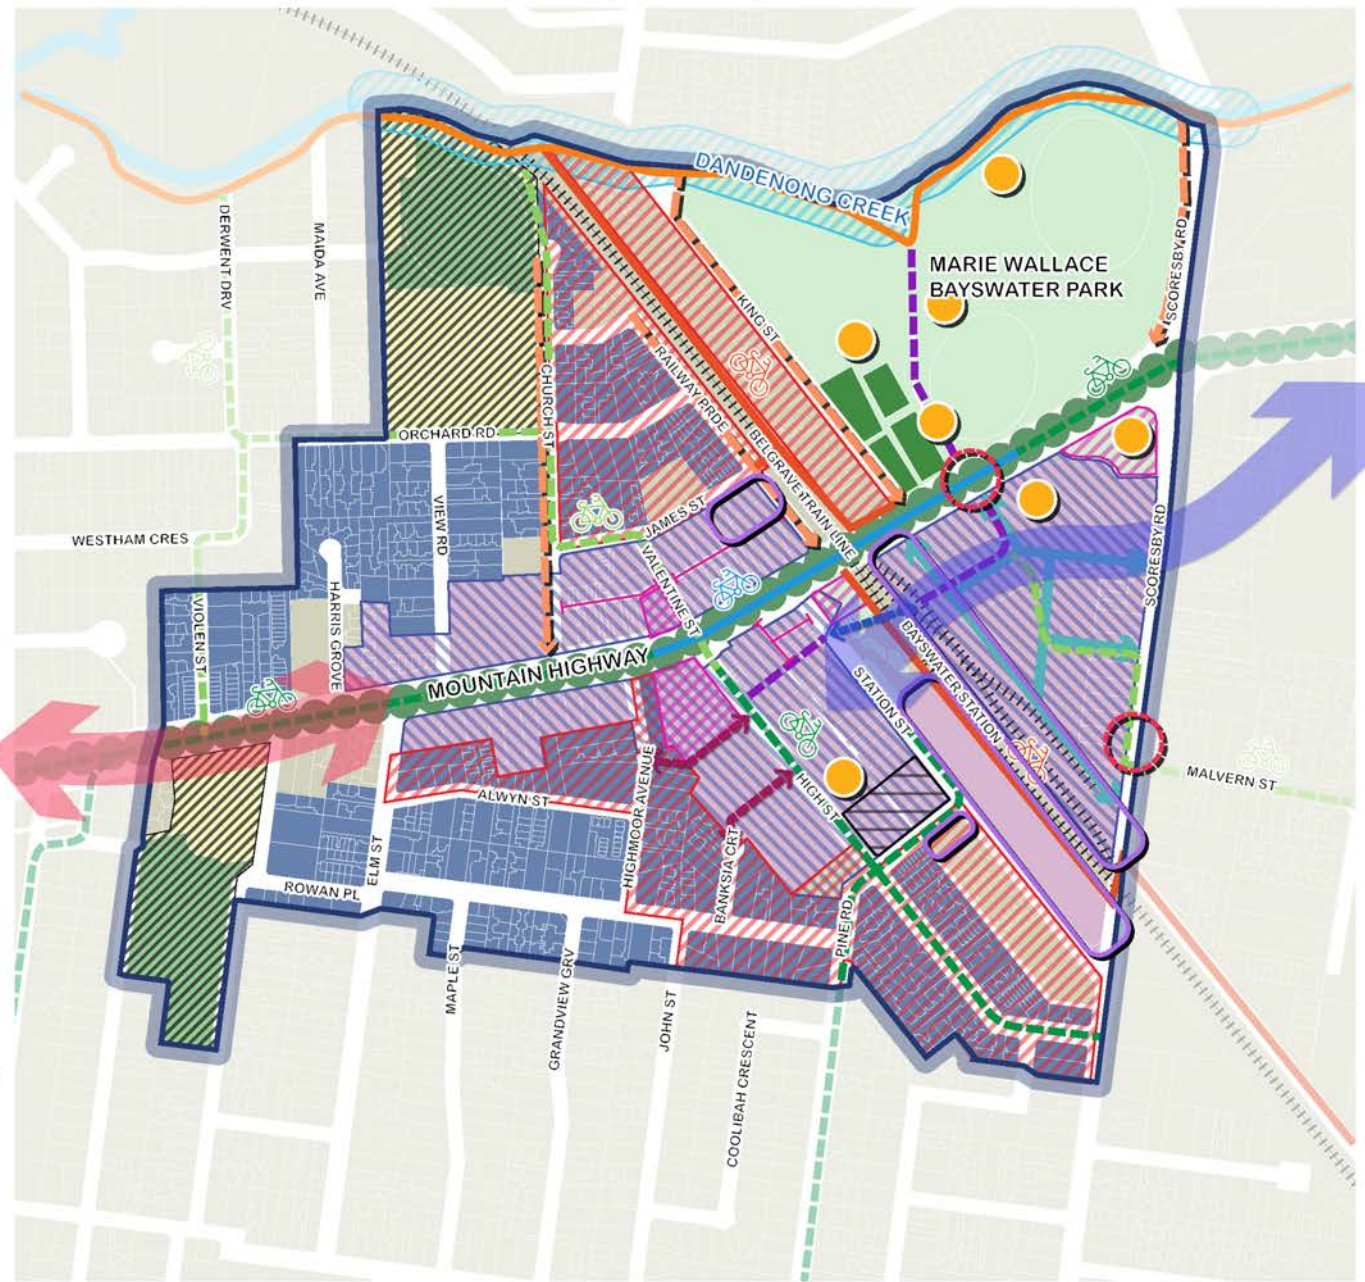 DANDENONG CREEK
MARIE WALLACE
BAYSWATER PARK
DERWENT DRV
MAIDA AVE
SCORESBY RD
KING ST
RAILWAY PRDE
CHURCH ST
BELGRAVE TRAIN LINE
ORCHARD RD
VIEW RD
JAMES ST
WESTHAM CRES
VALENTINE ST
HARRIS GROVE
VIOLEN ST
SCORESBY RD
MOUNTAIN HIGHWAY
STATION ST
BAYSWATER STATION
MALVERN ST
HIGH ST
ALWYN ST
HIGHMOOR AVENUE
ELM ST
BANKSIA CRT
ROWAN PL
PINE RD
MAPLE ST
GRANDVIEW GRV
JOHN ST
COOLIBAH CRESCENT